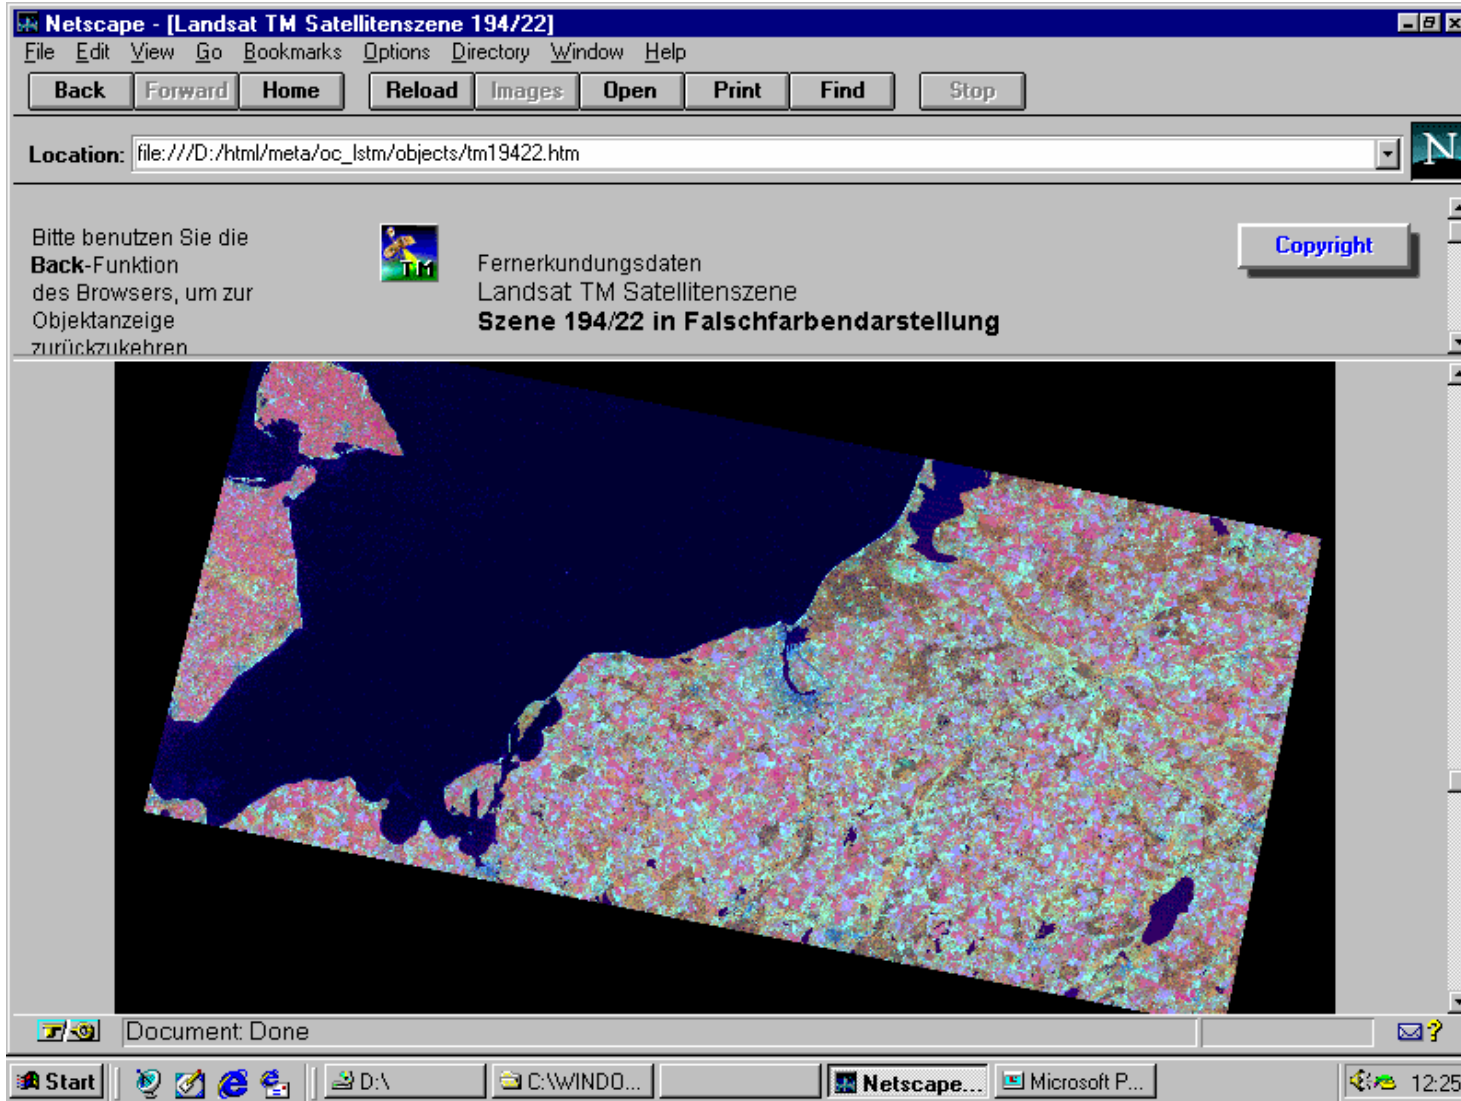 Netscape - [Landsat TM Satellitenszene 194/22]
File Edit View Go Bookmarks Options Directory Window Help
Back Forward Home Reload Images Open Print Find Stop
Location: file:///D:/html/meta/oc_lstm/objects/tm19422.htm
N
Bitte benutzen Sie die
Back-Funktion
des Browsers, um zur
Objektanzeige
zurückzukehren
TM
Fernerkundungsdaten
Landsat TM Satellitenszene
Szene 194/22 in Falschfarbendarstellung
Copyright
Document: Done
Start D:\ C:\WINDO... Netscape... Microsoft P... 12:25